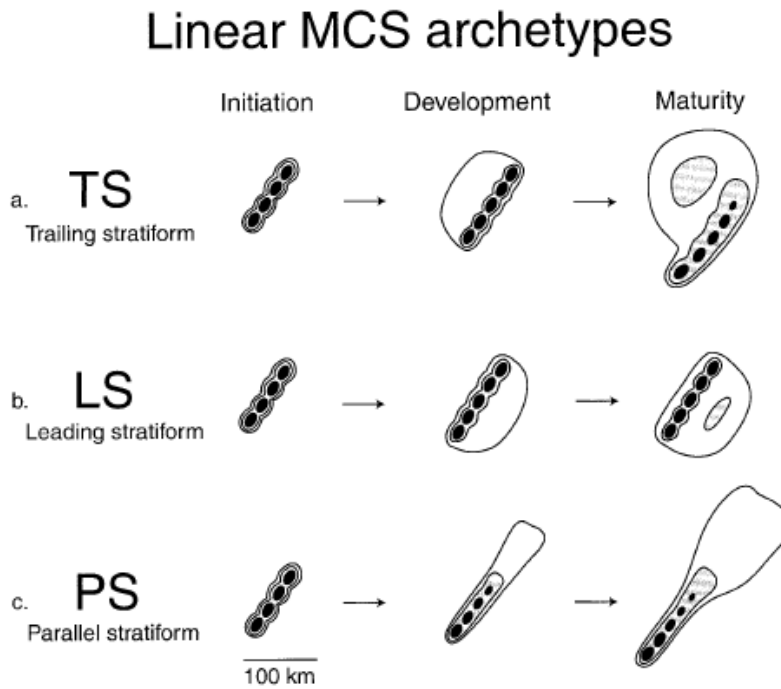 Linear MCS archetypes
Initiation Development Maturity
a. TS
Trailing stratiform
b. LS
Leading stratiform
c. PS
Parallel stratiform
100 km